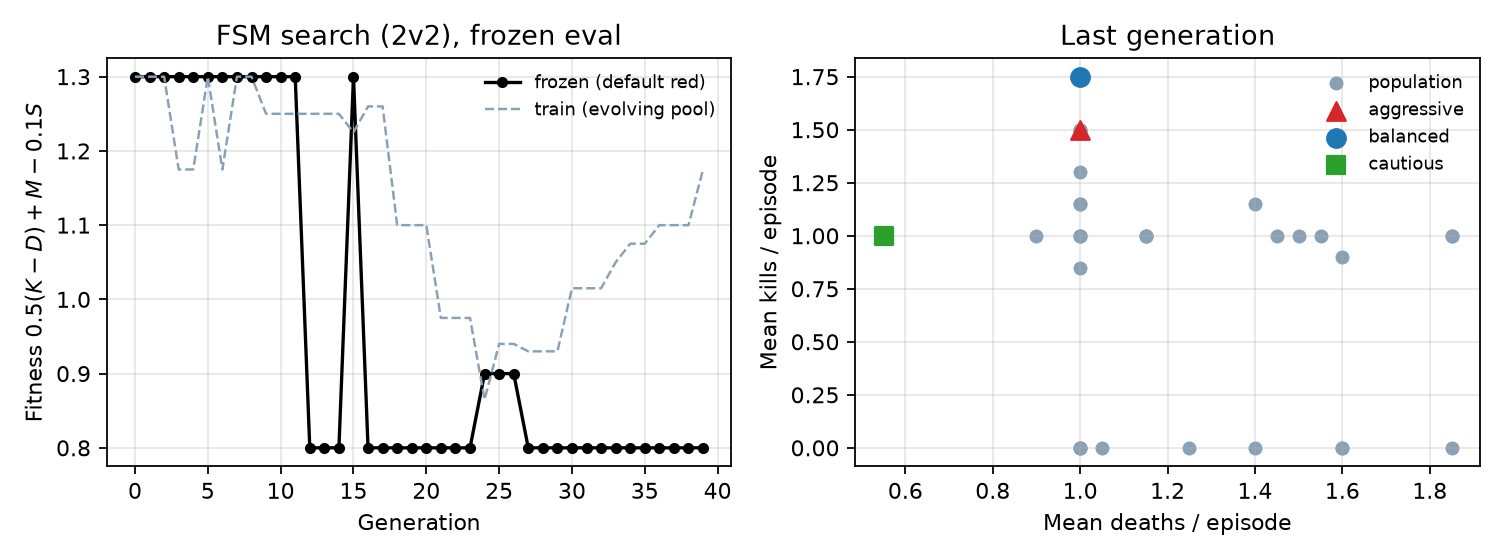 FSM search (2v2), frozen eval
Fitness 0.5(K − D) + M − 0.1S
1.3
1.2
1.1
1.0
0.9
0.8
frozen (default red)
train (evolving pool)
0 5 10 15 20 25 30 35 40
Generation
Last generation
Mean kills / episode
1.75
1.50
1.25
1.00
0.75
0.50
0.25
0.00
population
aggressive
balanced
cautious
0.6 0.8 1.0 1.2 1.4 1.6 1.8
Mean deaths / episode